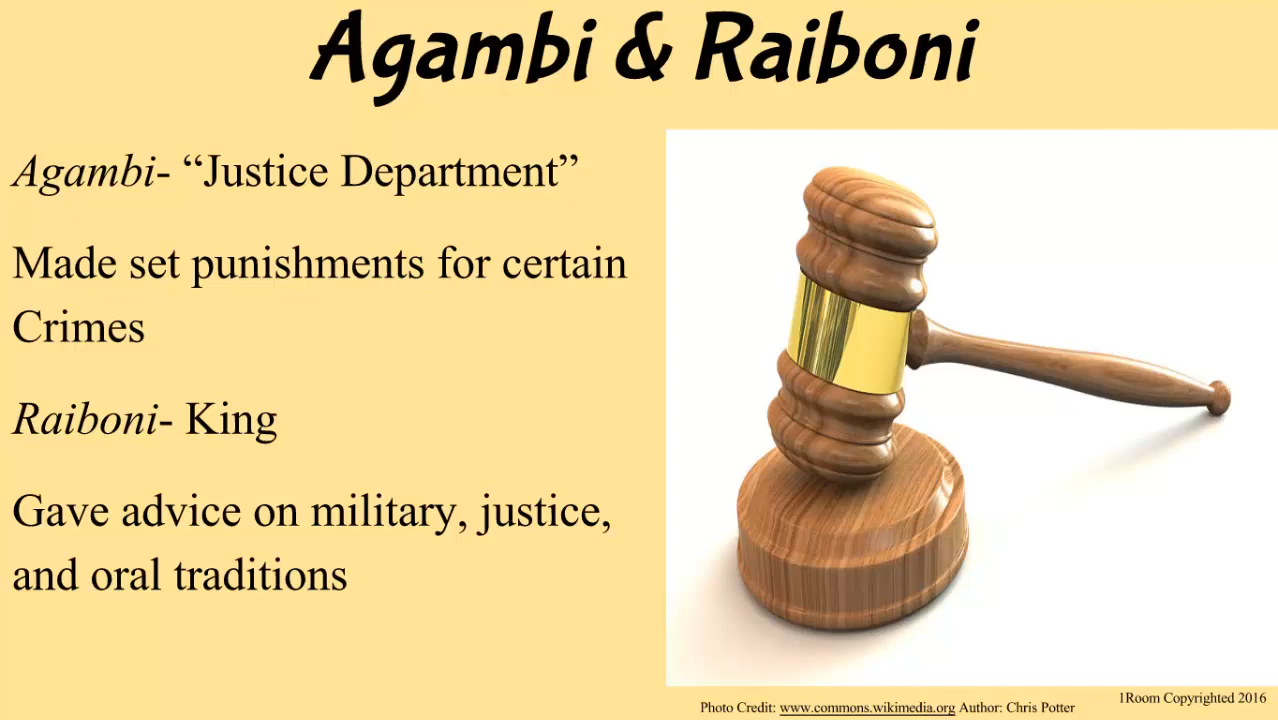 Agambi & Raiboni
Agambi- “Justice Department”
Made set punishments for certain
Crimes
Raiboni- King
Gave advice on military, justice,
and oral traditions
Photo Credit: www.commons.wikimedia.org Author: Chris Potter
1Room Copyrighted 2016